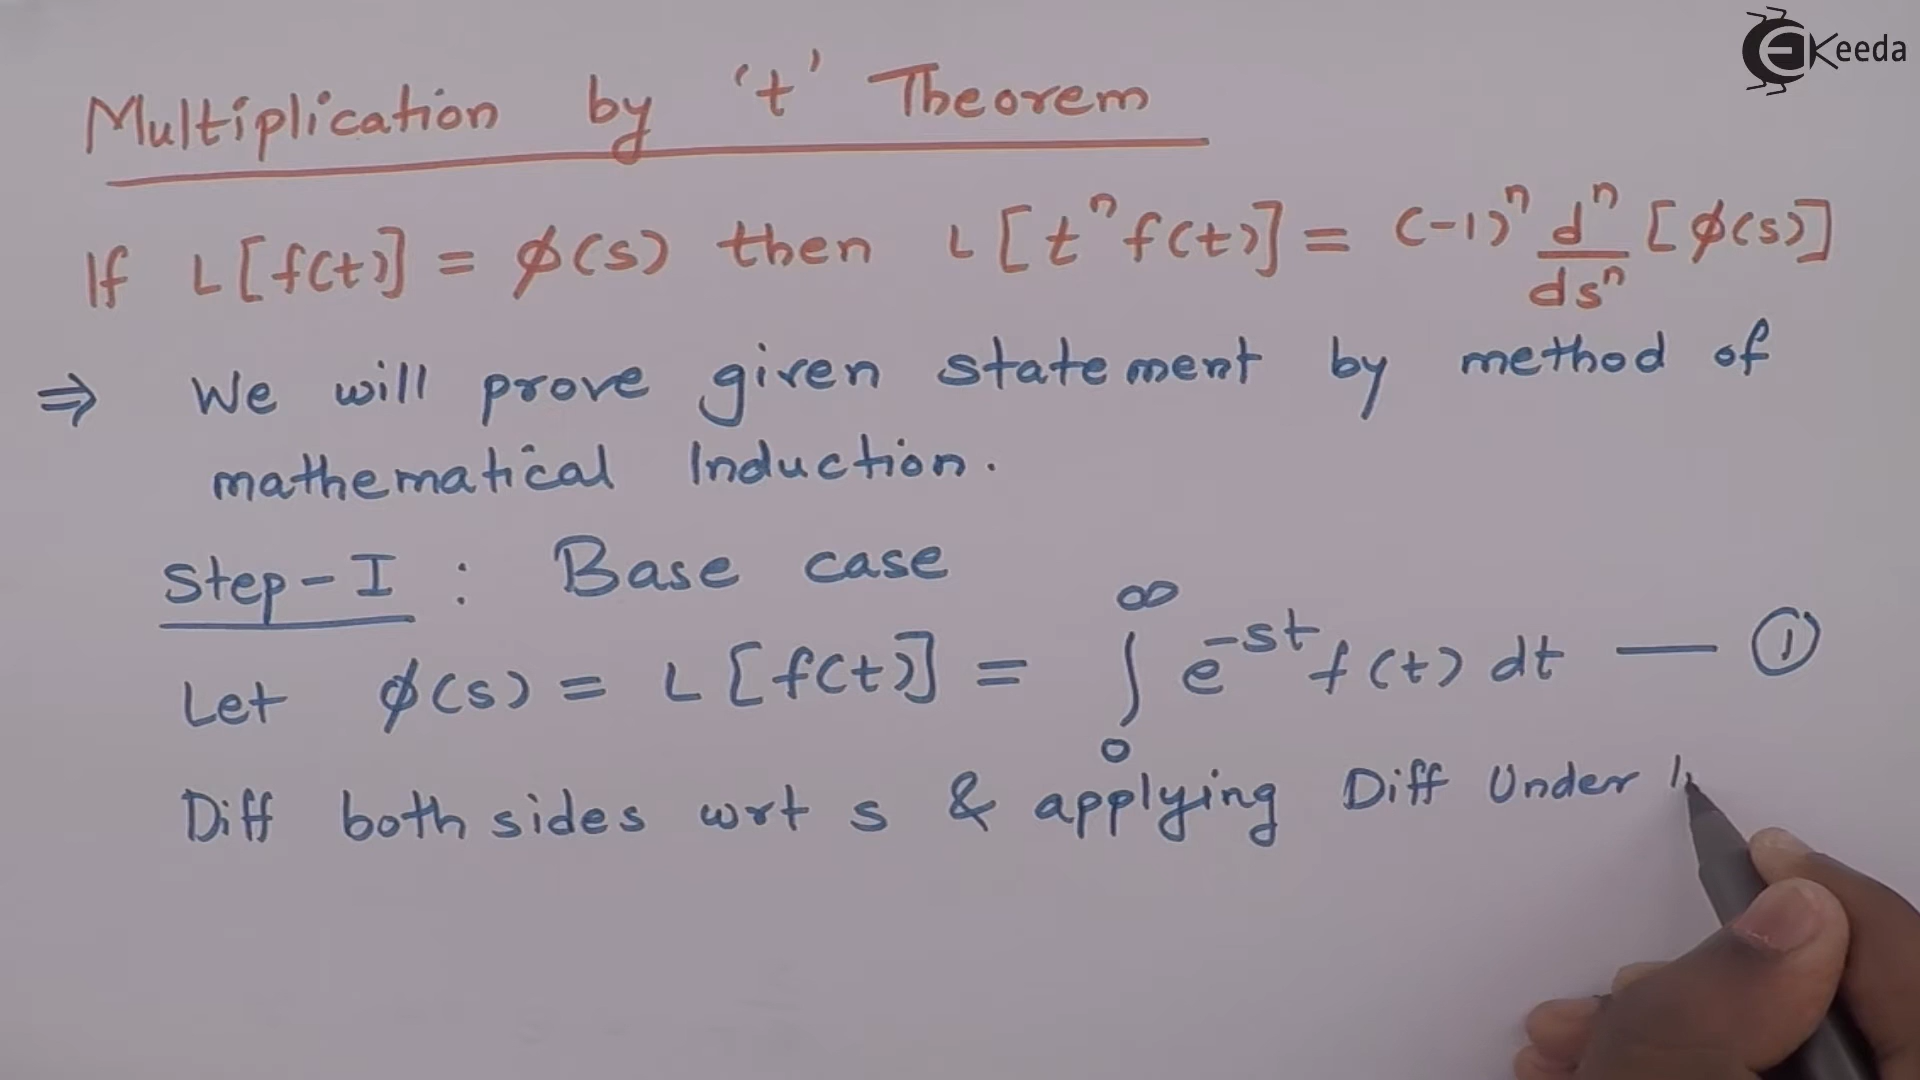 EKeeda
Multiplication by 't' Theorem
If L[f(t)] = φ(s) then L[tⁿf(t)] = (-1)ⁿ dⁿ/dsⁿ [φ(s)]
⇒ We will prove given statement by method of
mathematical Induction.
Step-I : Base case
Let φ(s) = L[f(t)] = ∫₀^∞ e^-st f(t) dt — ①
Diff both sides wrt s & applying Diff Under